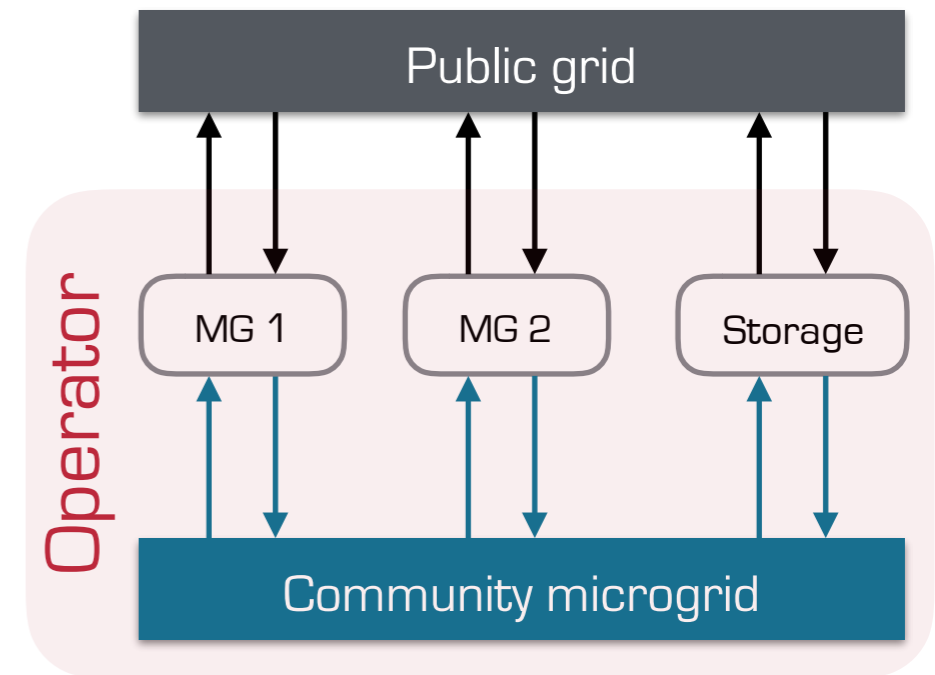 Public grid
Operator
MG 1
MG 2
Storage
Community microgrid